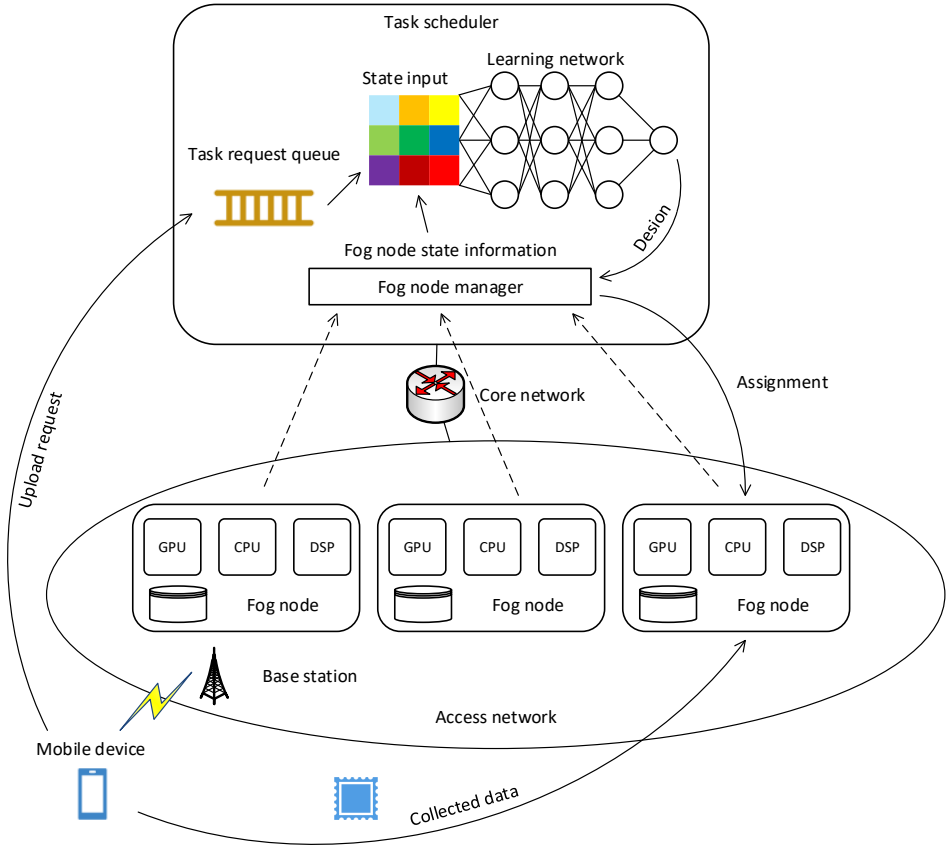 Task scheduler
Learning network
State input
Task request queue
Desion
Fog node state information
Fog node manager
Upload request
Core network
Assignment
GPU
CPU
DSP
Fog node
GPU
CPU
DSP
Fog node
GPU
CPU
DSP
Fog node
Base station
Access network
Mobile device
Collected data